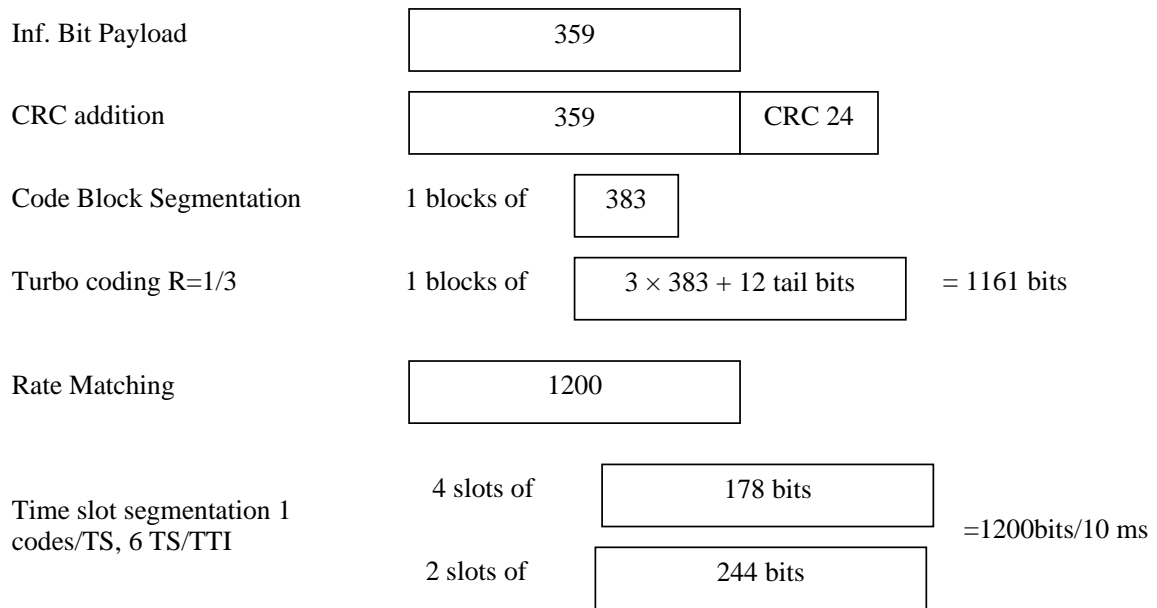 Inf. Bit Payload 359
CRC addition 359 CRC 24
Code Block Segmentation 1 blocks of 383
Turbo coding R=1/3 1 blocks of 3 × 383 + 12 tail bits = 1161 bits
Rate Matching 1200
4 slots of 178 bits
Time slot segmentation 1
codes/TS, 6 TS/TTI =1200bits/10 ms
2 slots of 244 bits